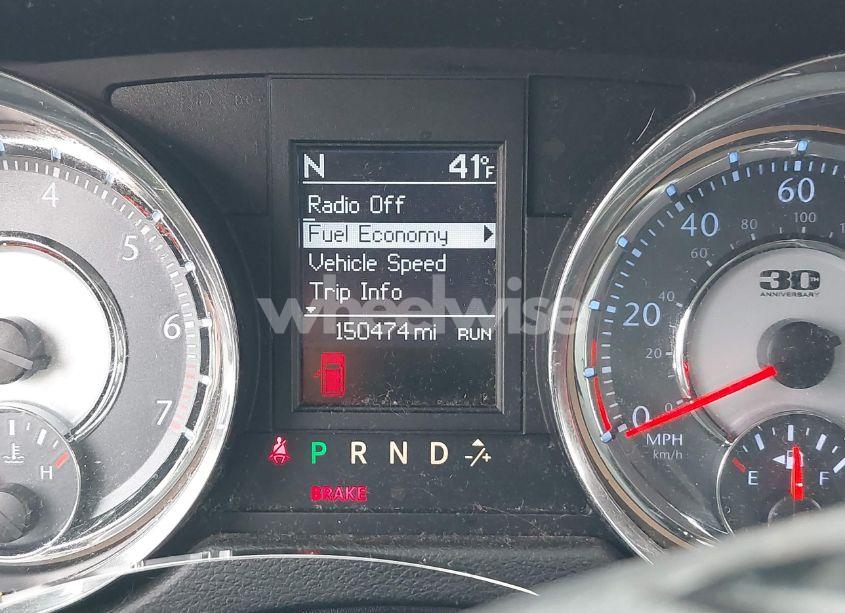 N 41°F
Radio Off
Fuel Economy
Vehicle Speed
Trip Info
150474 mi RUN
P R N D -/+
BRAKE
4
5
6
7
H
0
20
40
60
0
20
40
60
80
100
MPH
km/h
30TH
ANNIVERSARY
E F
wheelwise